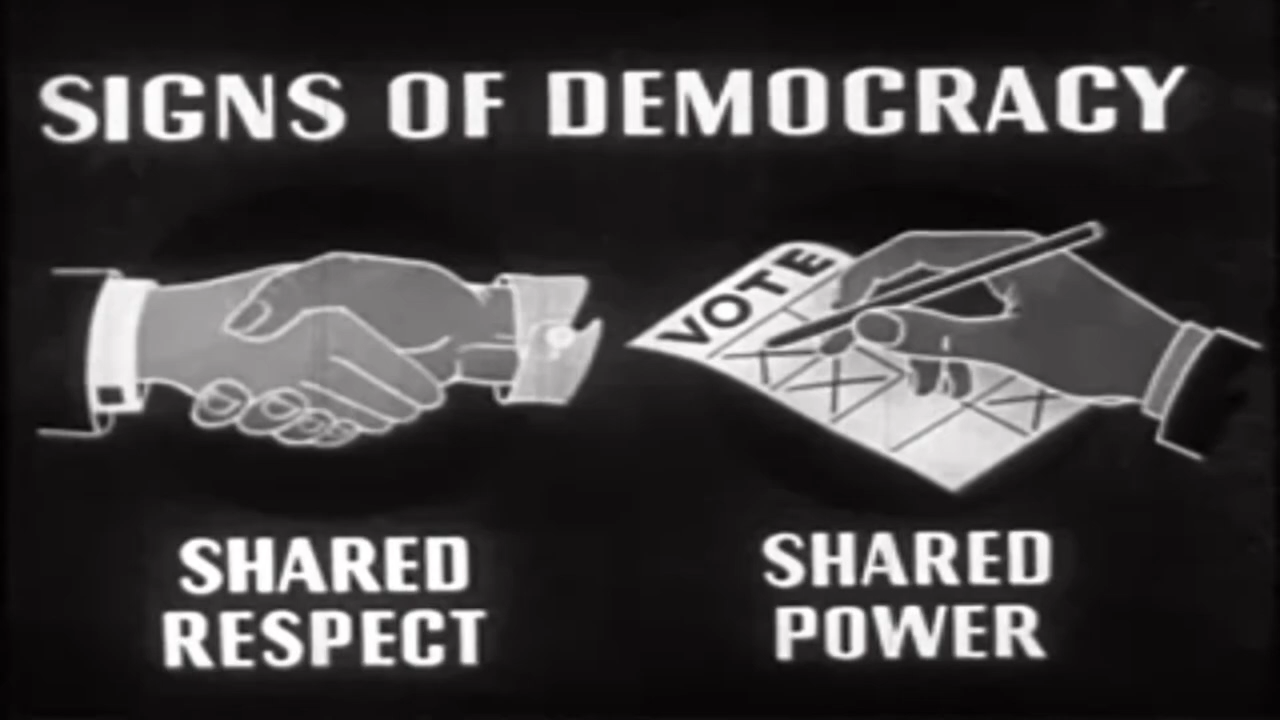 SIGNS OF DEMOCRACY
VOTE
SHARED
RESPECT
SHARED
POWER